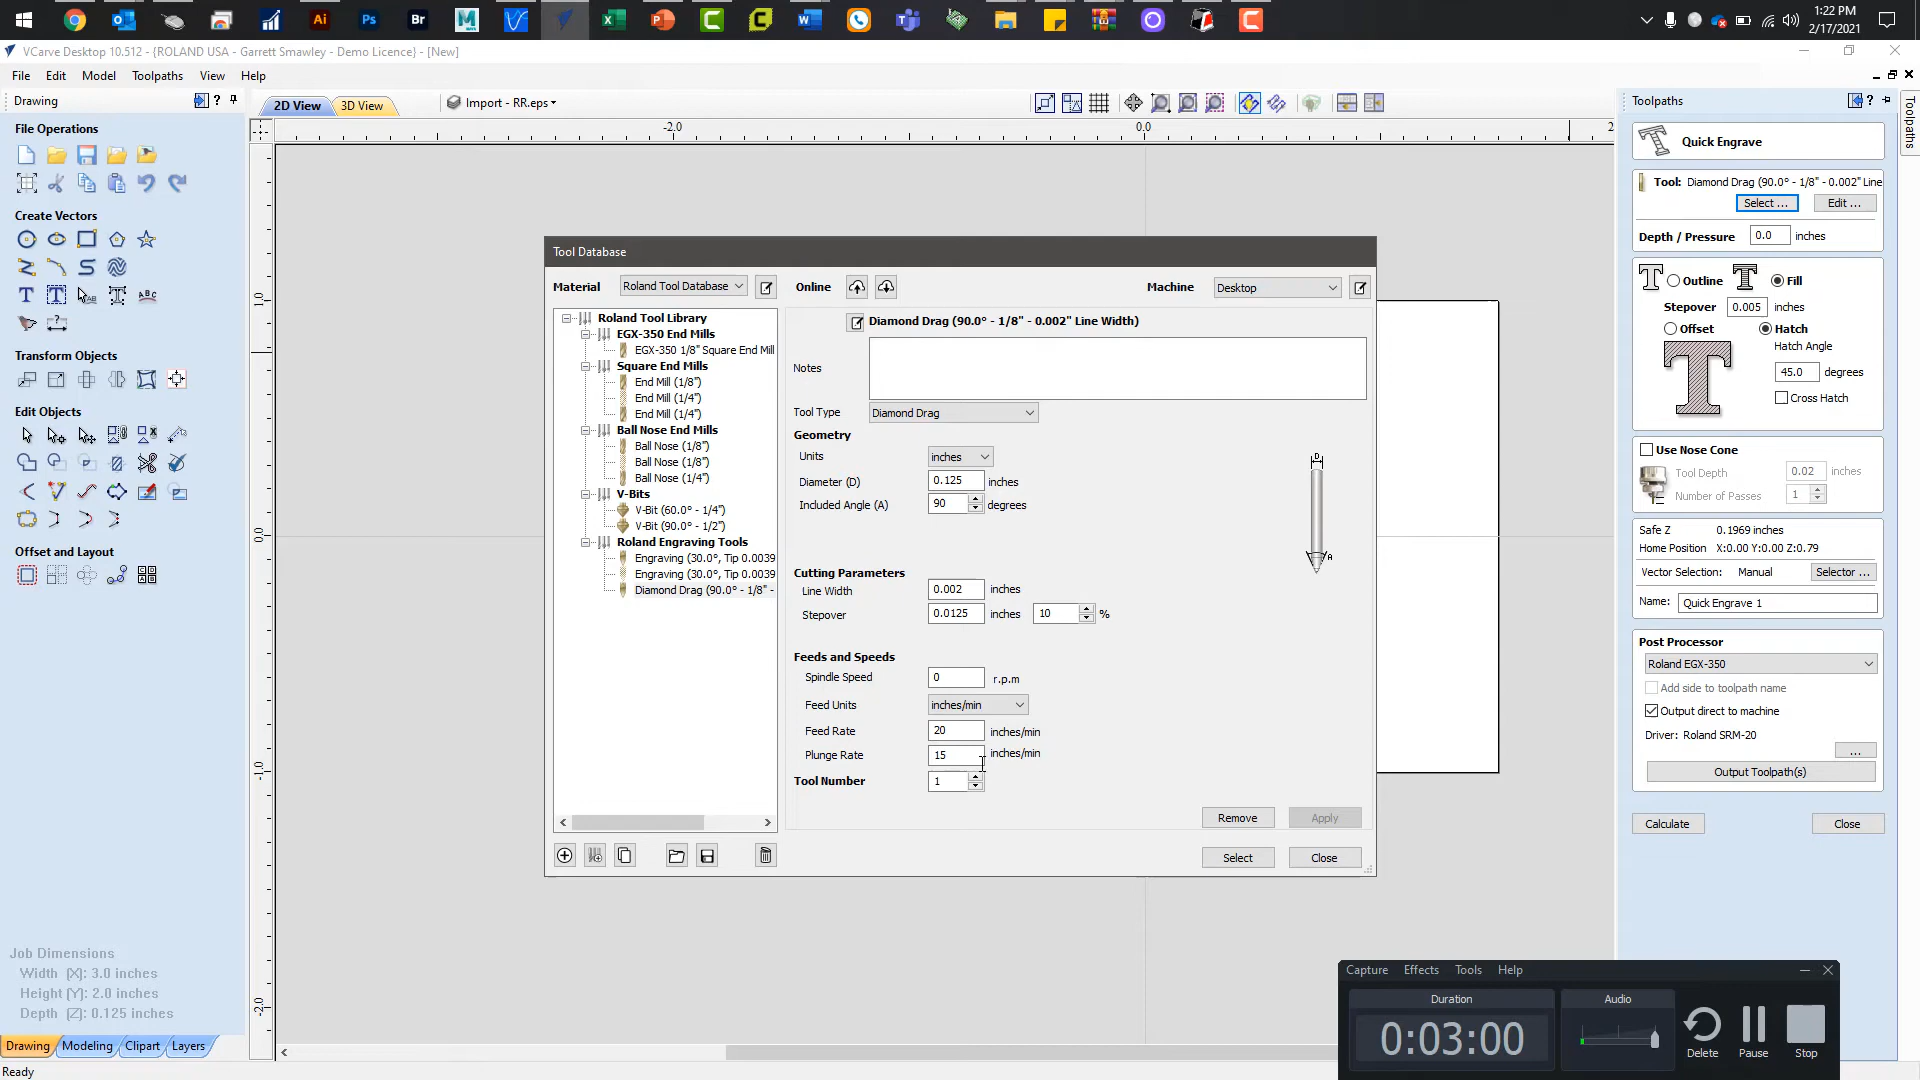 1:22 PM
2/17/2021
VCarve Desktop 10.512 - {ROLAND USA - Garrett Smawley - Demo Licence} - [New]
File Edit Model Toolpaths View Help
Drawing
File Operations
Create Vectors
Transform Objects
Edit Objects
Offset and Layout
Job Dimensions
Width (X): 3.0 inches
Height (Y): 2.0 inches
Depth (Z): 0.125 inches
Drawing Modeling Clipart Layers
Ready
2D View 3D View Import - RR.eps
-2.0 0.0 2
1.0
0.0
-1.0
-2.0
Tool Database
Material Roland Tool Database Online Machine Desktop
Roland Tool Library
EGX-350 End Mills
EGX-350 1/8" Square End Mill
Square End Mills
End Mill (1/8")
End Mill (1/4")
End Mill (1/4")
Ball Nose End Mills
Ball Nose (1/8")
Ball Nose (1/8")
Ball Nose (1/4")
V-Bits
V-Bit (60.0° - 1/4")
V-Bit (90.0° - 1/2")
Roland Engraving Tools
Engraving (30.0°, Tip 0.0039
Engraving (30.0°, Tip 0.0039
Diamond Drag (90.0° - 1/8" -
Diamond Drag (90.0° - 1/8" - 0.002" Line Width)
Notes
Tool Type Diamond Drag
Geometry
Units inches
Diameter (D) 0.125 inches
Included Angle (A) 90 degrees
D
A
Cutting Parameters
Line Width 0.002 inches
Stepover 0.0125 inches 10 %
Feeds and Speeds
Spindle Speed 0 r.p.m
Feed Units inches/min
Feed Rate 20 inches/min
Plunge Rate 15 inches/min
Tool Number 1
Remove Apply
Select Close
Toolpaths
Toolpaths
Quick Engrave
Tool: Diamond Drag (90.0° - 1/8" - 0.002" Line
Select ... Edit ...
Depth / Pressure 0.0 inches
Outline Fill
Stepover 0.005 inches
Offset Hatch
Hatch Angle
45.0 degrees
Cross Hatch
Use Nose Cone
Tool Depth 0.02 inches
Number of Passes 1
Safe Z 0.1969 inches
Home Position X:0.00 Y:0.00 Z:0.79
Vector Selection: Manual Selector ...
Name: Quick Engrave 1
Post Processor
Roland EGX-350
Add side to toolpath name
Output direct to machine
Driver: Roland SRM-20
...
Output Toolpath(s)
Calculate Close
Capture Effects Tools Help
Duration Audio
0:03:00
Delete Pause Stop